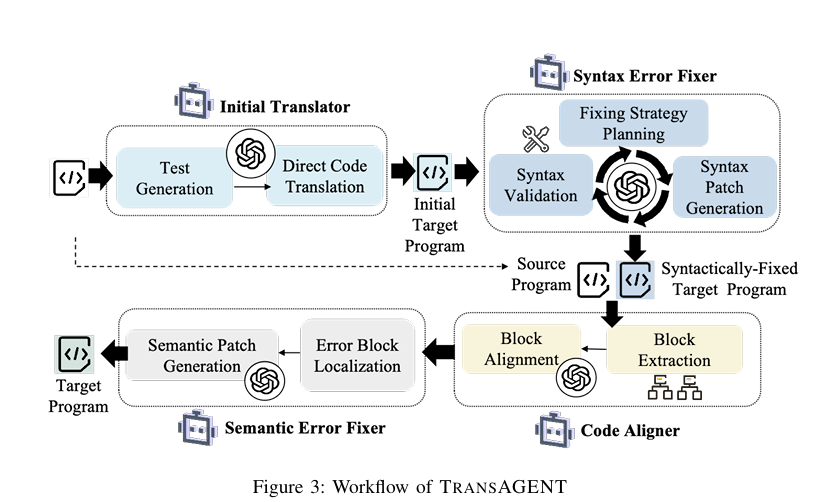 Syntax Error Fixer
Initial Translator
Fixing Strategy
Planning
Test
Generation
Direct Code
Translation
Syntax
Validation
Syntax
Patch
Generation
</>
</>
Initial
Target
Program
Source
Program
</>
</>
Syntactically-Fixed
Target Program
Semantic Patch
Generation
Error Block
Localization
Block
Alignment
Block
Extraction
</>
Target
Program
Semantic Error Fixer
Code Aligner
Figure 3: Workflow of TRANSAGENT